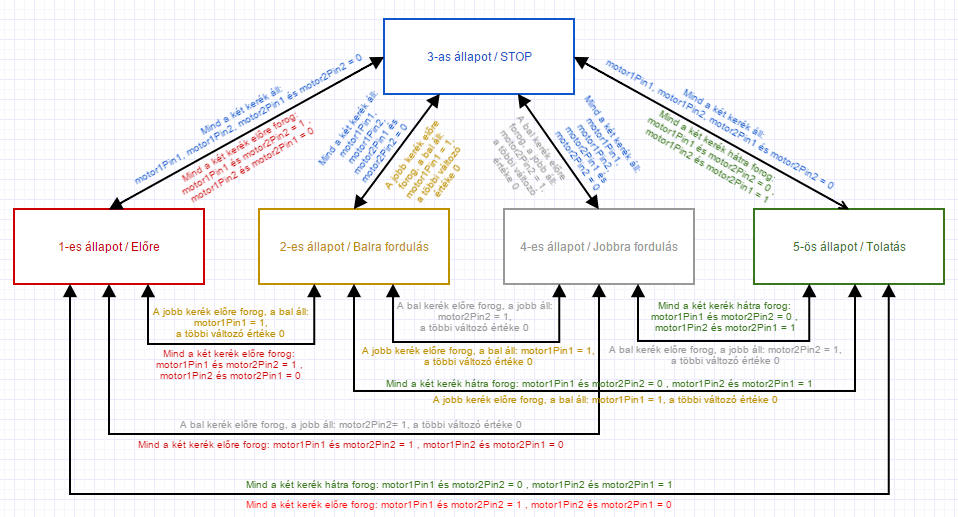 3-as állapot / STOP
Mind a két kerék áll:
motor1Pin1, motor1Pin2, motor2Pin1 és motor2Pin2 = 0
Mind a két kerék előre forog:
motor1Pin1 és motor2Pin2 = 1 ,
motor1Pin2 és motor2Pin1 = 0
Mind a két kerék áll:
motor1Pin1,
motor1Pin2,
motor2Pin1 és
motor2Pin2 = 0
A jobb kerék előre
forog, a bal áll:
motor1Pin1 = 1,
a többi változó
értéke 0
A bal kerék előre
forog, a jobb áll:
motor2Pin2 = 1,
a többi változó
értéke 0
Mind a két kerék áll:
motor1Pin1,
motor1Pin2,
motor2Pin1 és
motor2Pin2 = 0
Mind a két kerék áll:
motor1Pin1, motor1Pin2, motor2Pin1 és motor2Pin2 = 0
Mind a két kerék hátra forog:
motor1Pin1 és motor2Pin2 = 0 ,
motor1Pin2 és motor2Pin1 = 1
1-es állapot / Előre
2-es állapot / Balra fordulás
4-es állapot / Jobbra fordulás
5-ös állapot / Tolatás
A jobb kerék előre forog, a bal áll:
motor1Pin1 = 1,
a többi változó értéke 0
Mind a két kerék előre forog:
motor1Pin1 és motor2Pin2 = 1 ,
motor1Pin2 és motor2Pin1 = 0
A bal kerék előre forog, a jobb áll:
motor2Pin2 = 1,
a többi változó értéke 0
A jobb kerék előre forog, a bal áll: motor1Pin1 = 1,
a többi változó értéke 0
Mind a két kerék hátra forog:
motor1Pin1 és motor2Pin2 = 0 ,
motor1Pin2 és motor2Pin1 = 1
A bal kerék előre forog, a jobb áll: motor2Pin2 = 1,
a többi változó értéke 0
Mind a két kerék hátra forog: motor1Pin1 és motor2Pin2 = 0 , motor1Pin2 és motor2Pin1 = 1
A jobb kerék előre forog, a bal áll: motor1Pin1 = 1, a többi változó értéke 0
A bal kerék előre forog, a jobb áll: motor2Pin2= 1, a többi változó értéke 0
Mind a két kerék előre forog: motor1Pin1 és motor2Pin2 = 1 , motor1Pin2 és motor2Pin1 = 0
Mind a két kerék hátra forog: motor1Pin1 és motor2Pin2 = 0 , motor1Pin2 és motor2Pin1 = 1
Mind a két kerék előre forog: motor1Pin1 és motor2Pin2 = 1 , motor1Pin2 és motor2Pin1 = 0